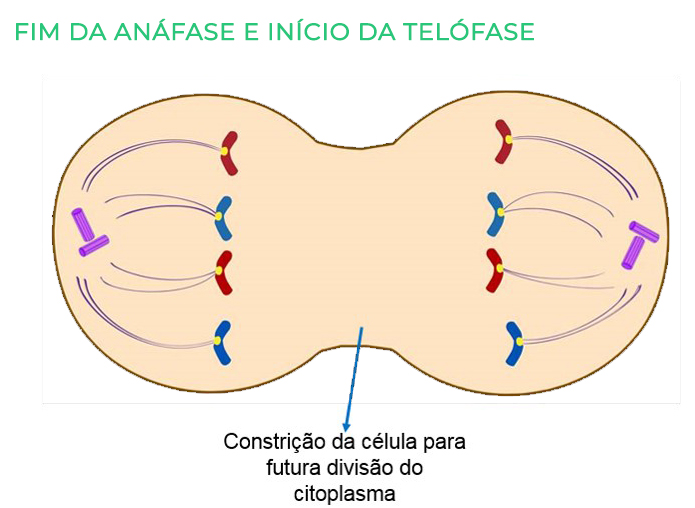 FIM DA ANÁFASE E INÍCIO DA TELÓFASE
Constrição da célula para
futura divisão do
citoplasma